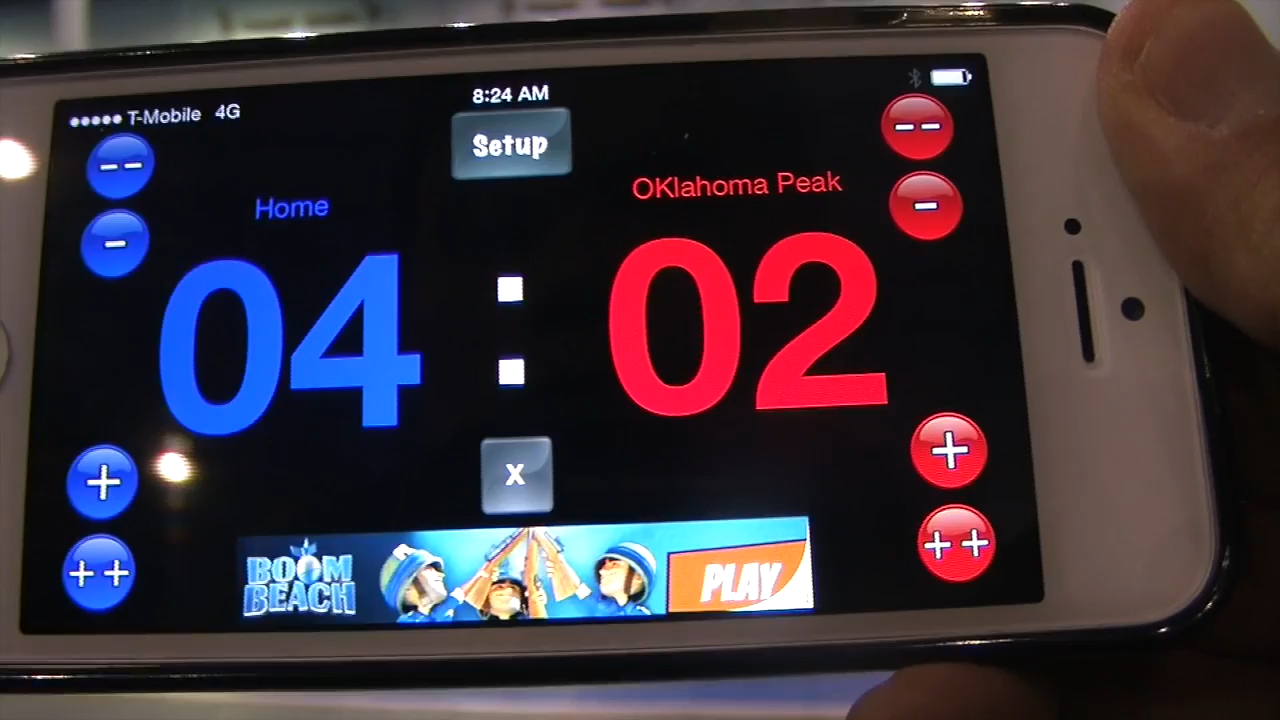 T-Mobile 4G
8:24 AM
Setup
-- 
--
Home
OKlahoma Peak
-
-
04 : 02
+
+
X
++
++
BOOM
BEACH
PLAY